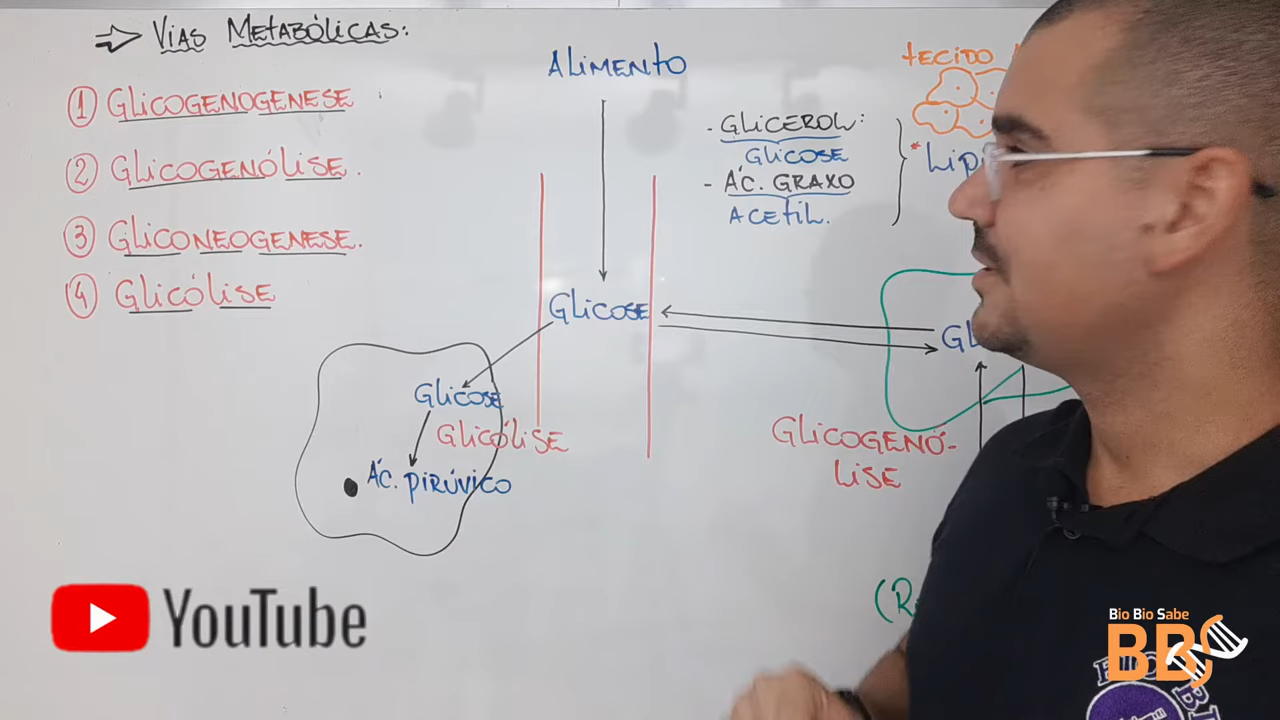 ⇒ Vias Metabólicas:
① Glicogenogenese
② Glicogenólise.
③ Gliconeogenese.
④ Glicólise
Alimento
Glicose
Glicose
Glicólise
Ác. pirúvico
tecido
- Glicerol:
Glicose
- Ác. Graxo
Acetil.
*
Glicogenó-
lise
YouTube
Bio Bio Sabe
BBS